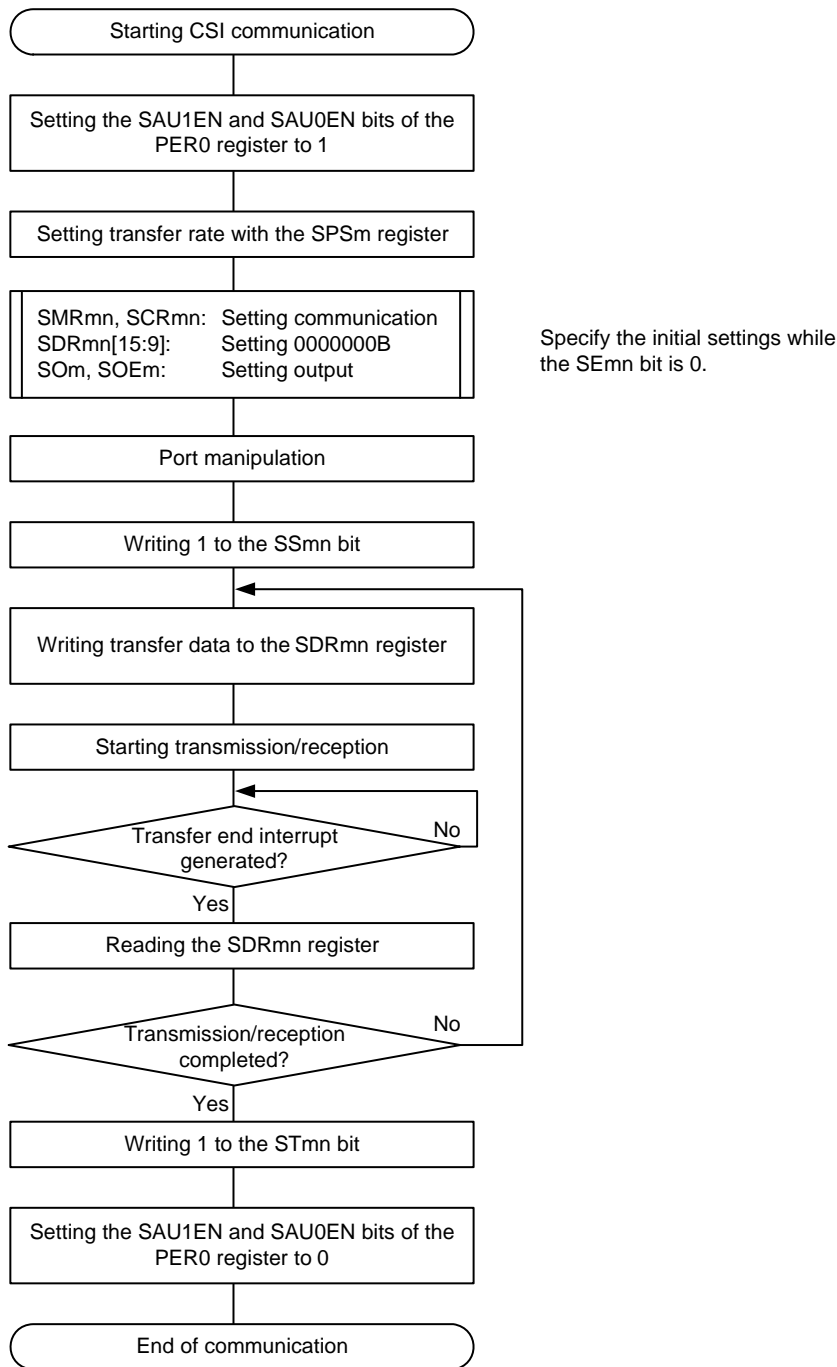 Starting CSI communication
Setting the SAU1EN and SAU0EN bits of the
PER0 register to 1
Setting transfer rate with the SPSm register
SMRmn, SCRmn: Setting communication
SDRmn[15:9]: Setting 0000000B
SOm, SOEm: Setting output
Specify the initial settings while
the SEmn bit is 0.
Port manipulation
Writing 1 to the SSmn bit
Writing transfer data to the SDRmn register
Starting transmission/reception
Transfer end interrupt
generated?
No
Yes
Reading the SDRmn register
Transmission/reception
completed?
No
Yes
Writing 1 to the STmn bit
Setting the SAU1EN and SAU0EN bits of the
PER0 register to 0
End of communication